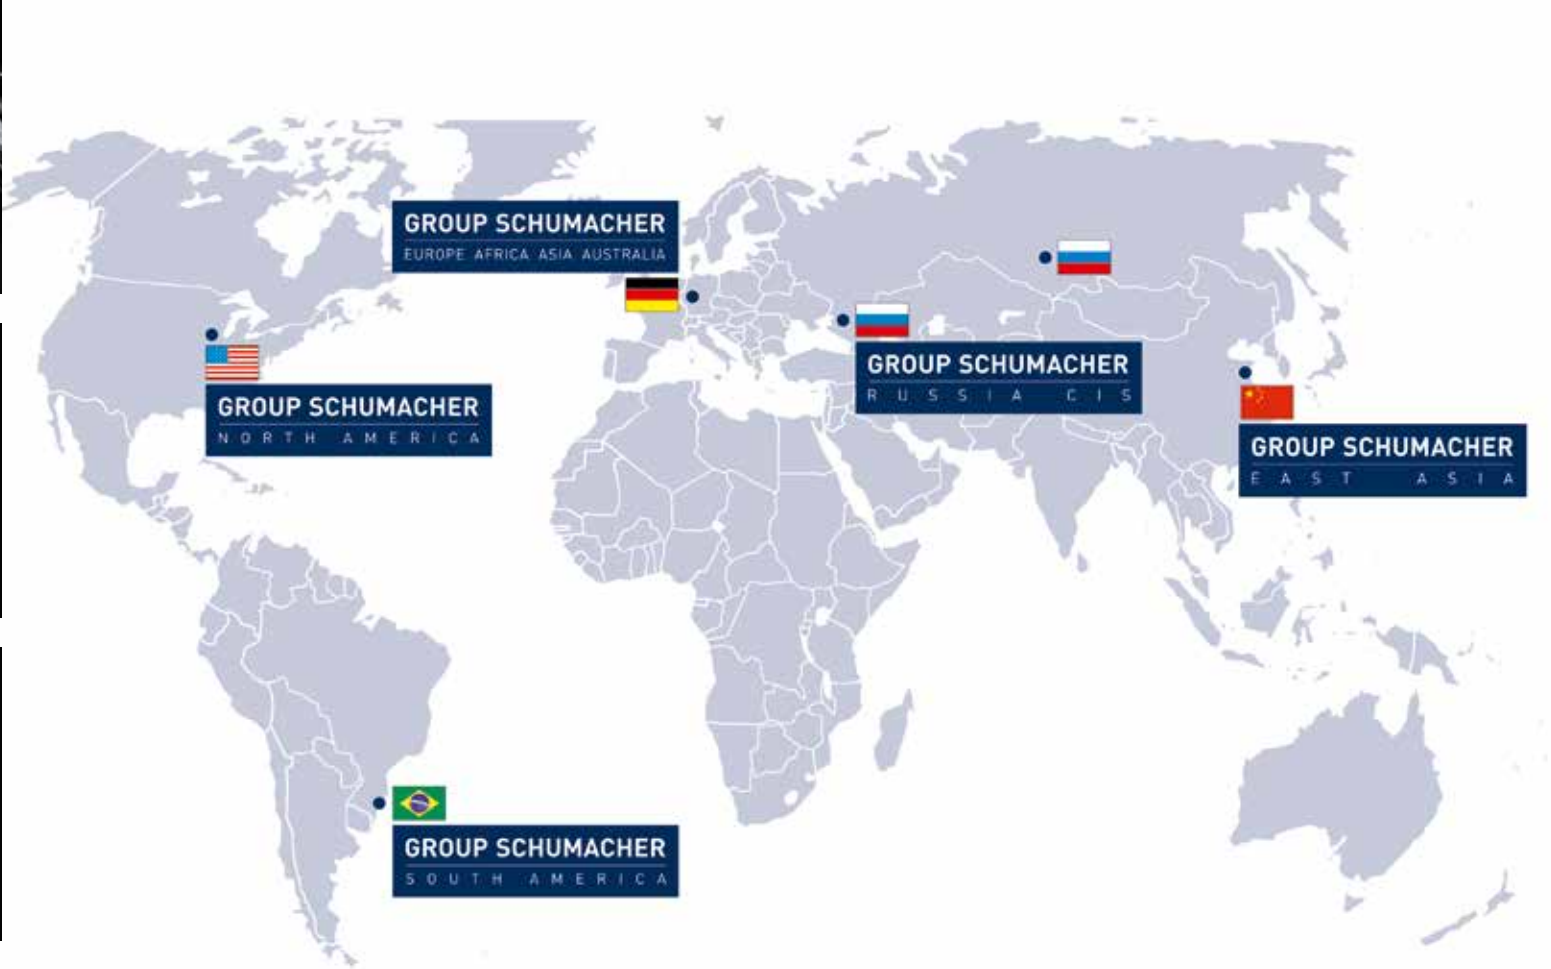 GROUP SCHUMACHER
EUROPE AFRICA ASIA AUSTRALIA
GROUP SCHUMACHER
RUSSIA CIS
GROUP SCHUMACHER
NORTH AMERICA
GROUP SCHUMACHER
EAST ASIA
GROUP SCHUMACHER
SOUTH AMERICA